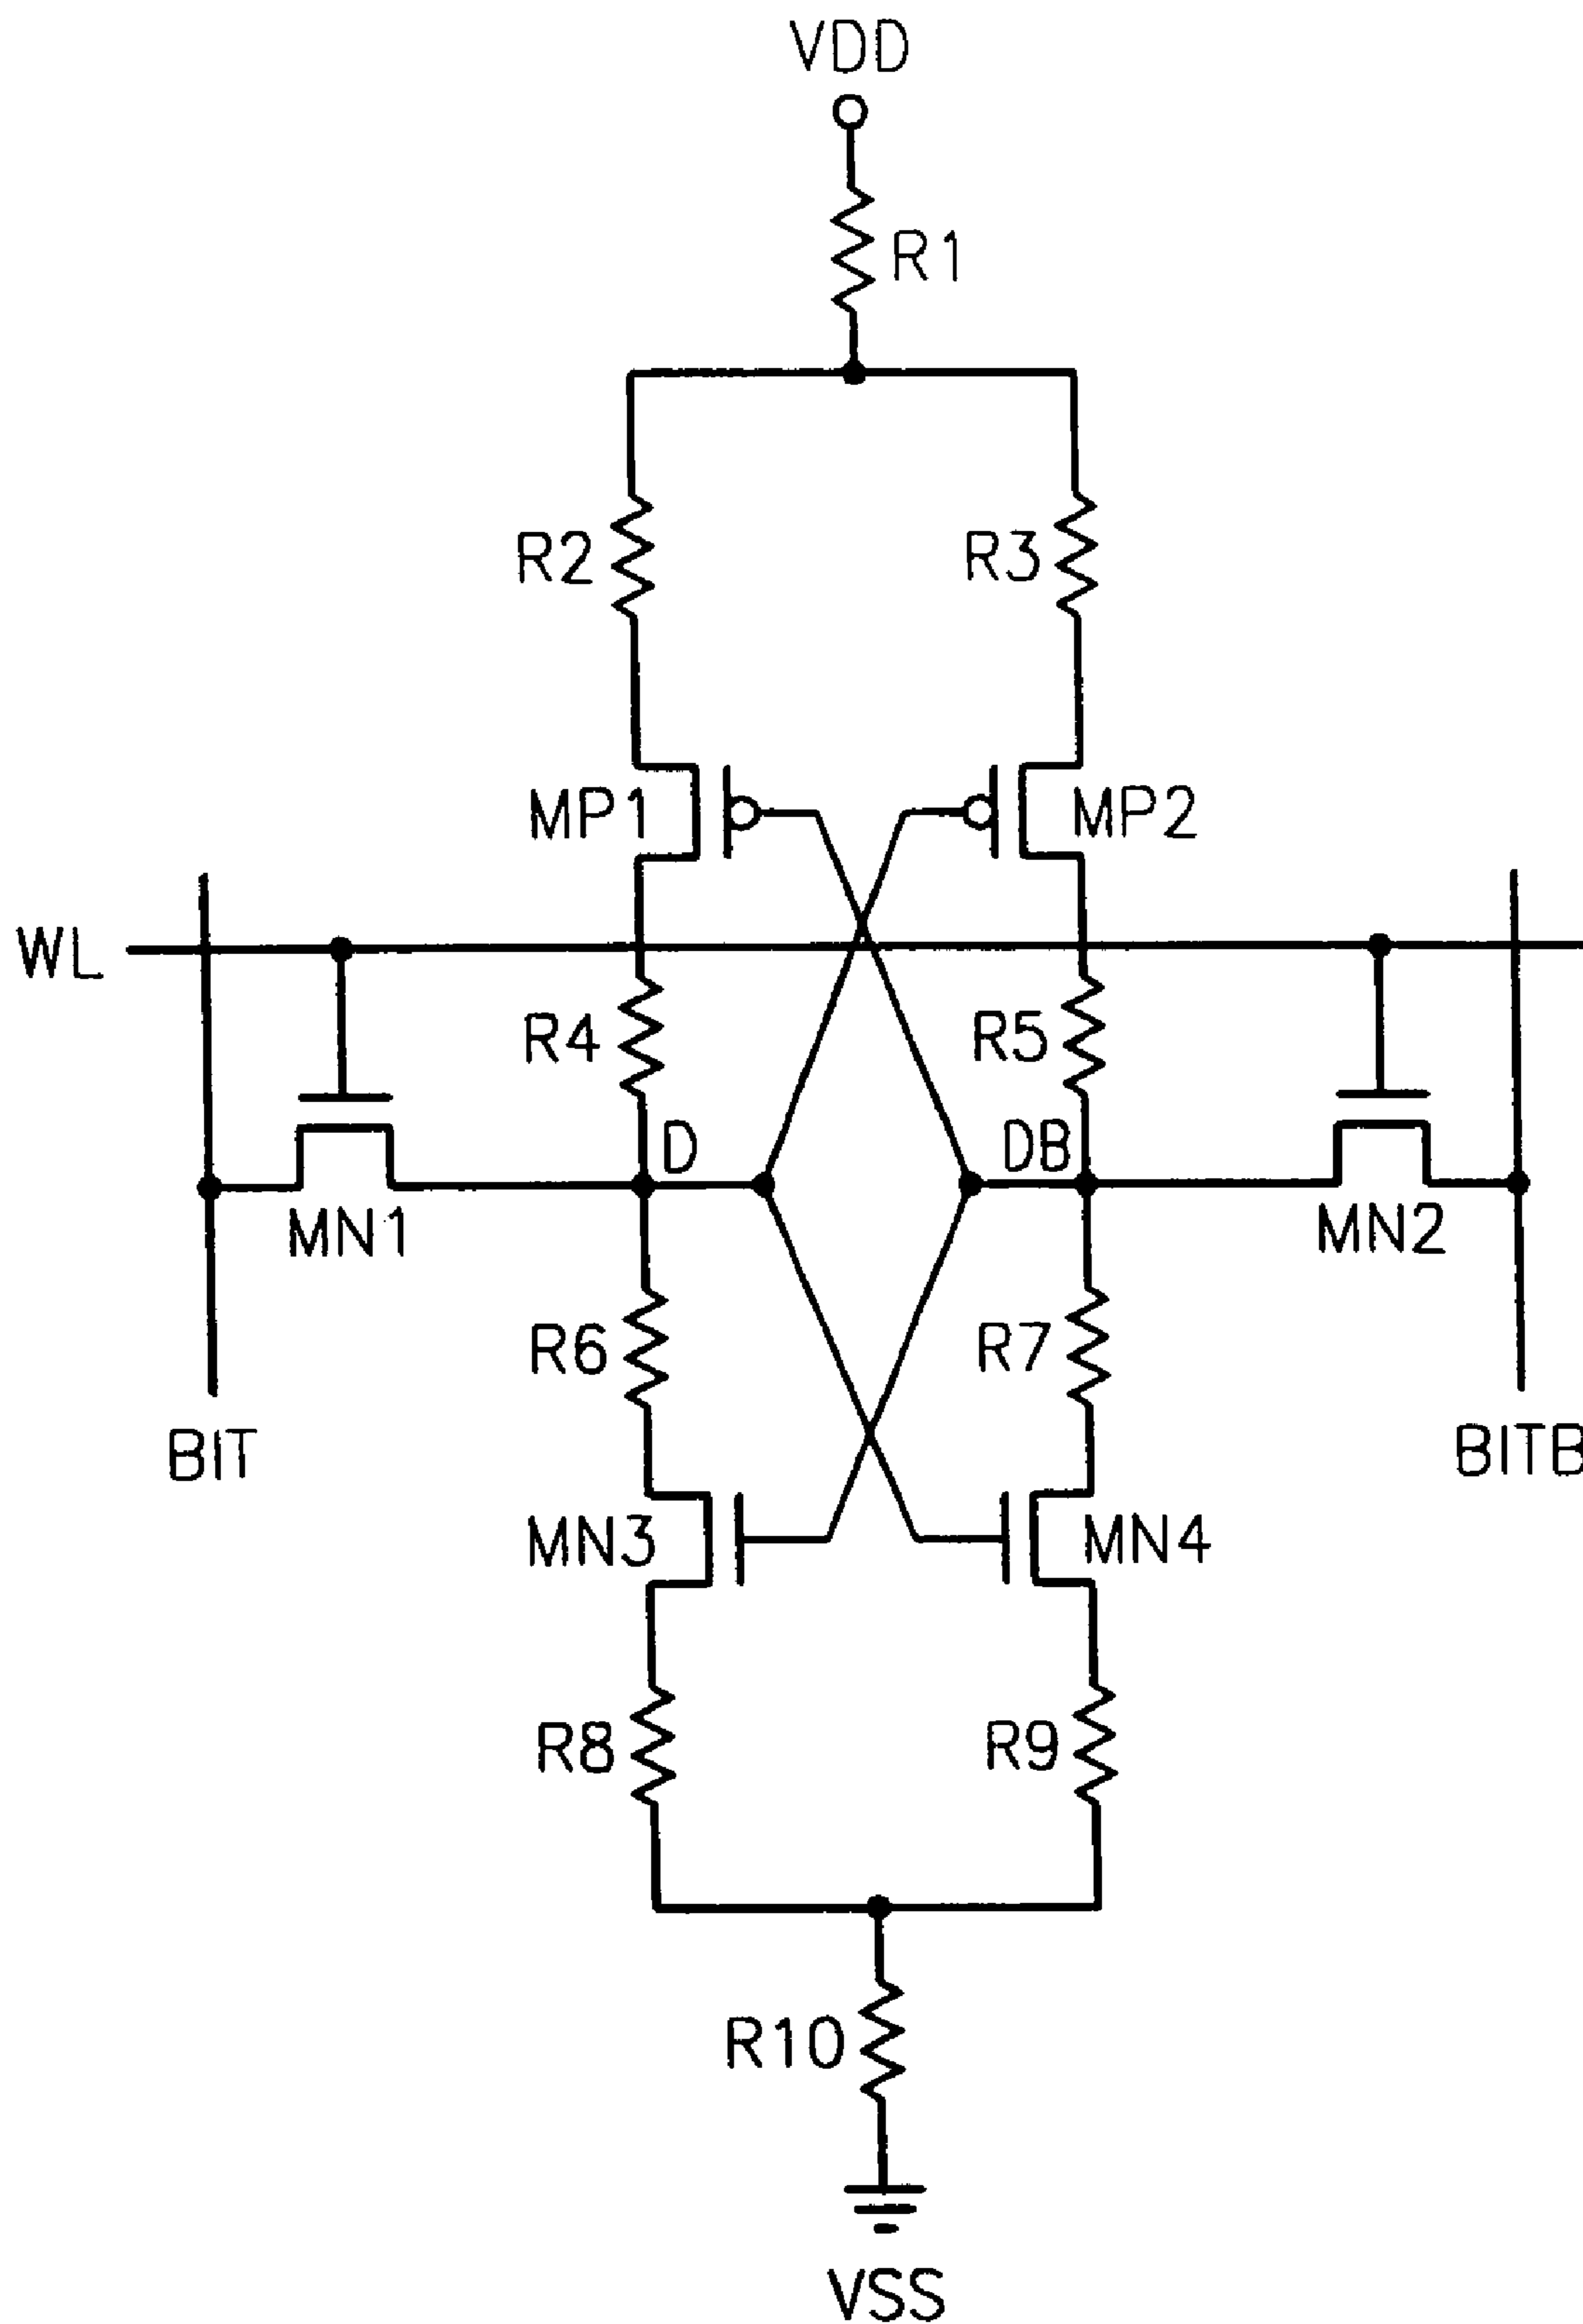 VDD
R1
R2
R3
MP1
MP2
WL
R4
R5
D
DB
MN1
MN2
R6
R7
BIT
BITB
MN3
MN4
R8
R9
R10
VSS